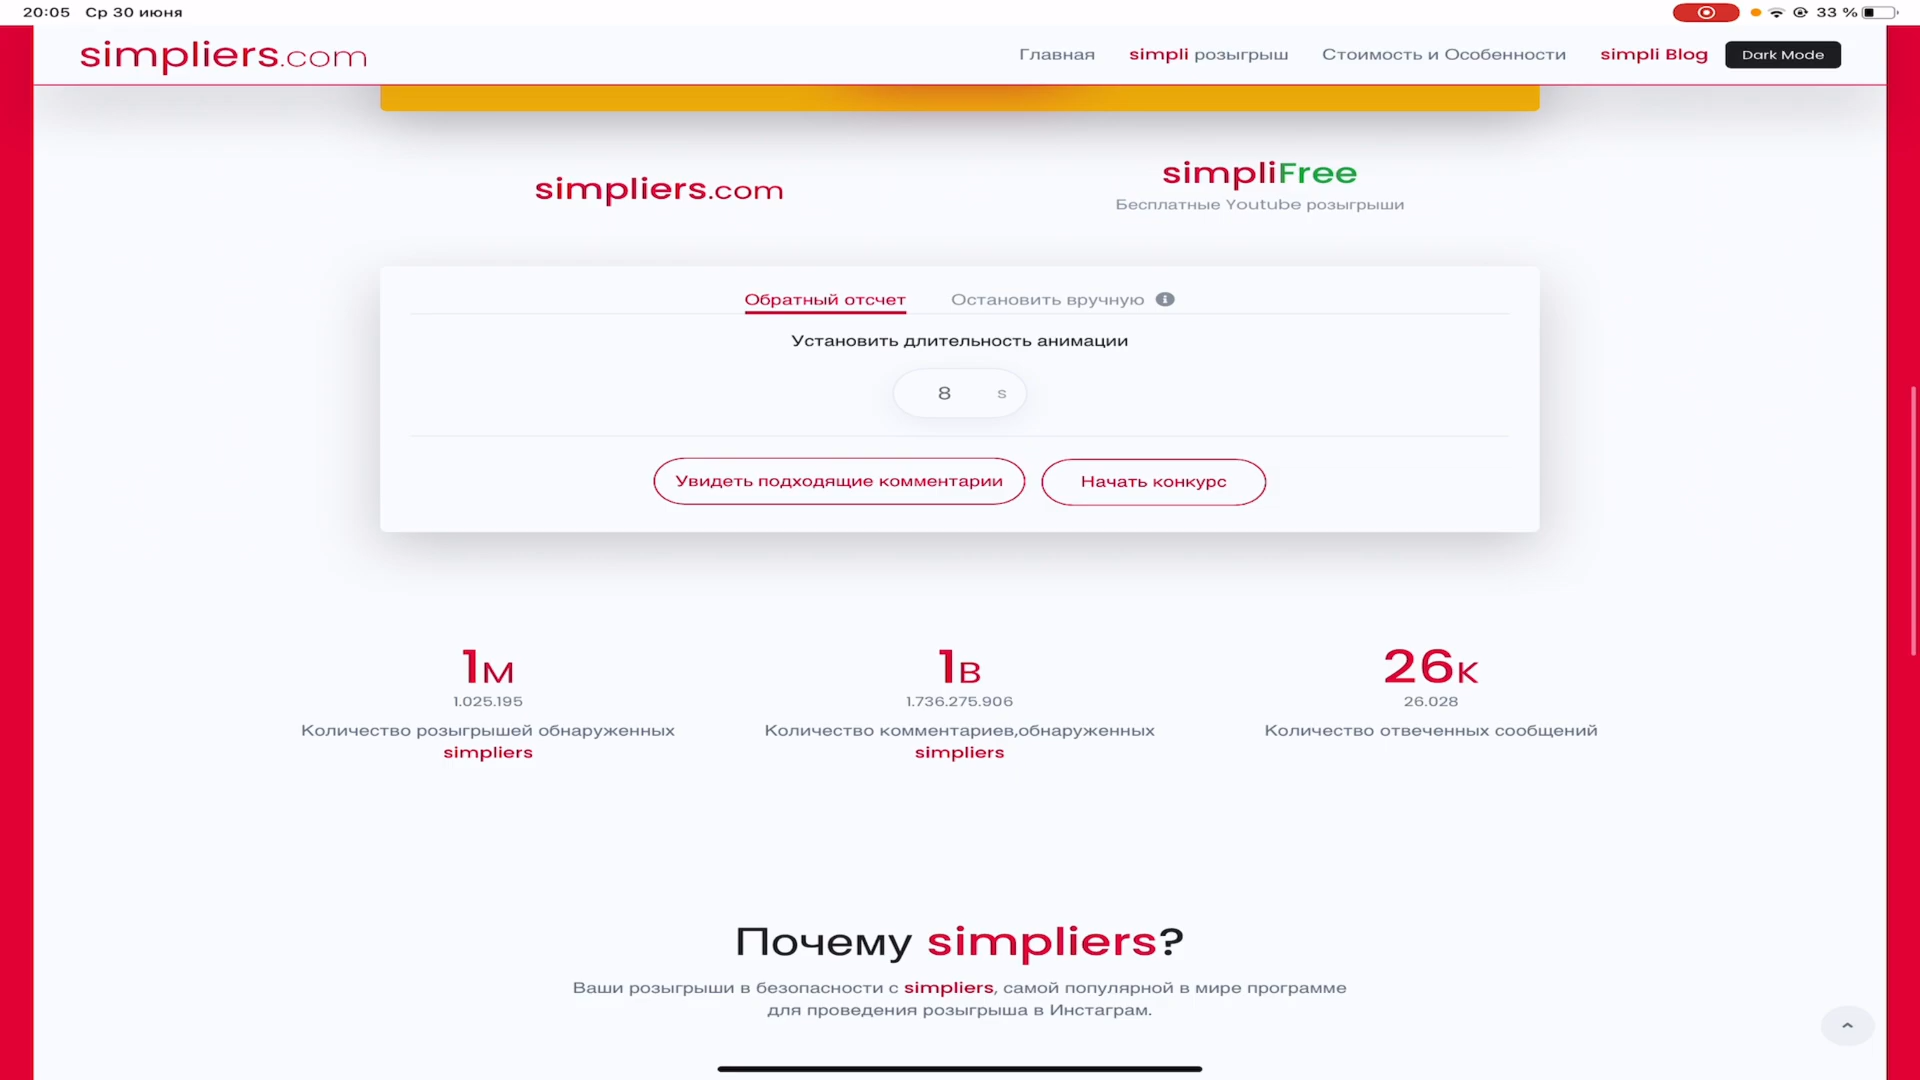 20:05 Ср 30 июня
33 %
simpliers.com
Главная
simpli розыгрыш
Стоимость и Особенности
simpli Blog
Dark Mode
simpliers.com
simpliFree
Бесплатные Youtube розыгрыши
Обратный отсчет
Остановить вручную
Установить длительность анимации
8 s
Увидеть подходящие комментарии
Начать конкурс
1M
1.025.195
Количество розыгрышей обнаруженных
simpliers
1B
1.736.275.906
Количество комментариев,обнаруженных
simpliers
26K
26.028
Количество отвеченных сообщений
Почему simpliers?
Ваши розыгрыши в безопасности с simpliers, самой популярной в мире программе
для проведения розыгрыша в Инстаграм.